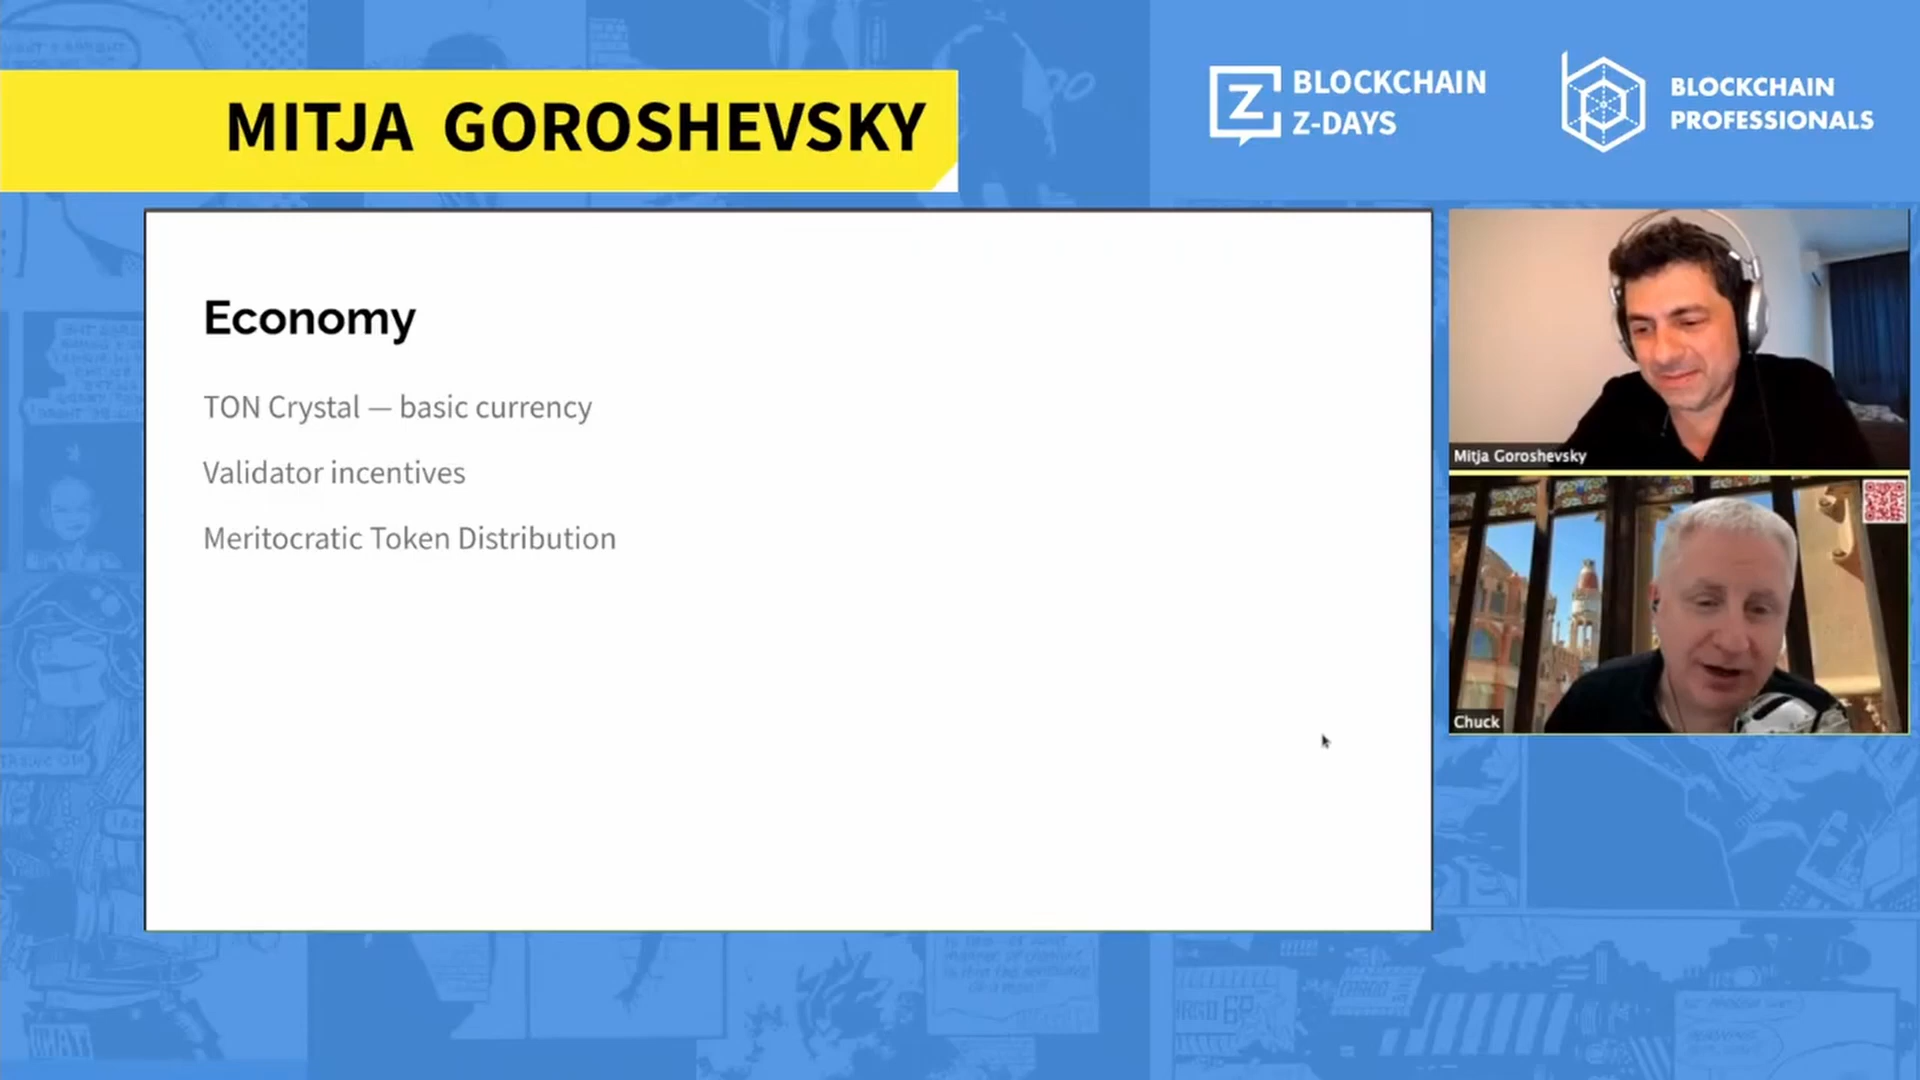 MITJA GOROSHEVSKY
BLOCKCHAIN
Z-DAYS
BLOCKCHAIN
PROFESSIONALS
Economy
TON Crystal — basic currency
Validator incentives
Meritocratic Token Distribution
Mitja Goroshevsky
Chuck